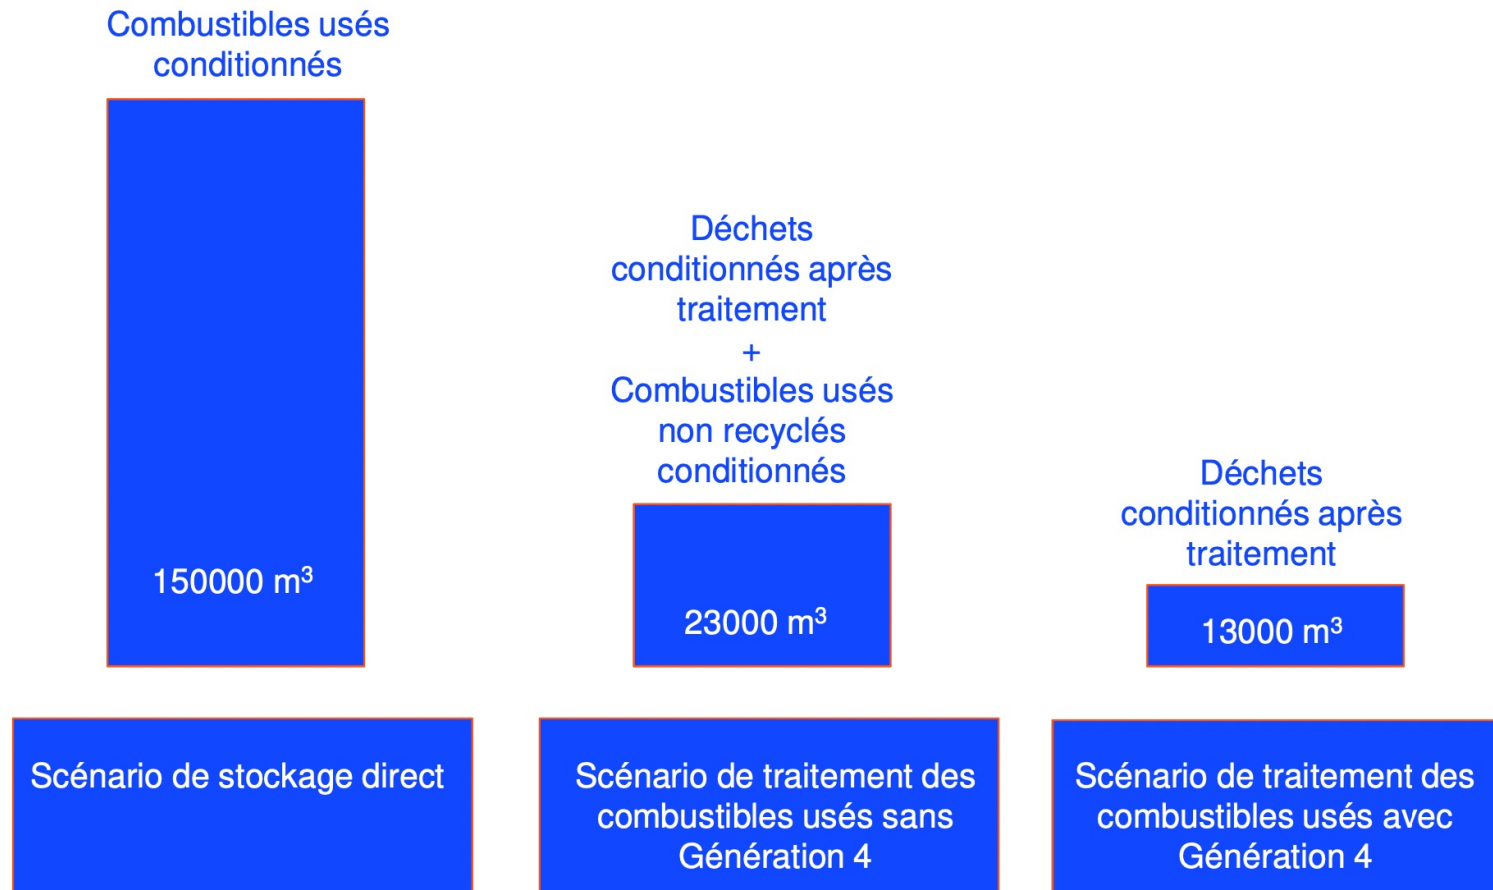 Combustibles usés
conditionnés
150000 m³
Scénario de stockage direct
Déchets
conditionnés après
traitement
+
Combustibles usés
non recyclés
conditionnés
23000 m³
Scénario de traitement des
combustibles usés sans
Génération 4
Déchets
conditionnés après
traitement
13000 m³
Scénario de traitement des
combustibles usés avec
Génération 4